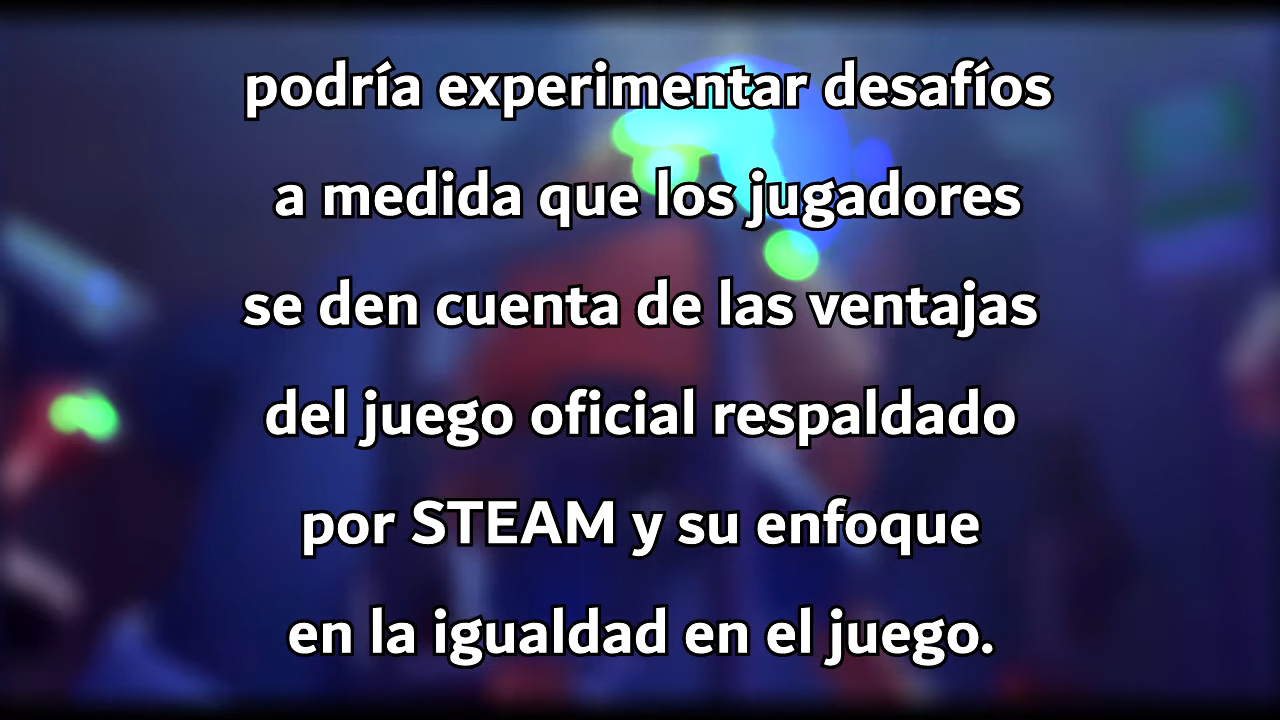 podría experimentar desafíos
a medida que los jugadores
se den cuenta de las ventajas
del juego oficial respaldado
por STEAM y su enfoque
en la igualdad en el juego.